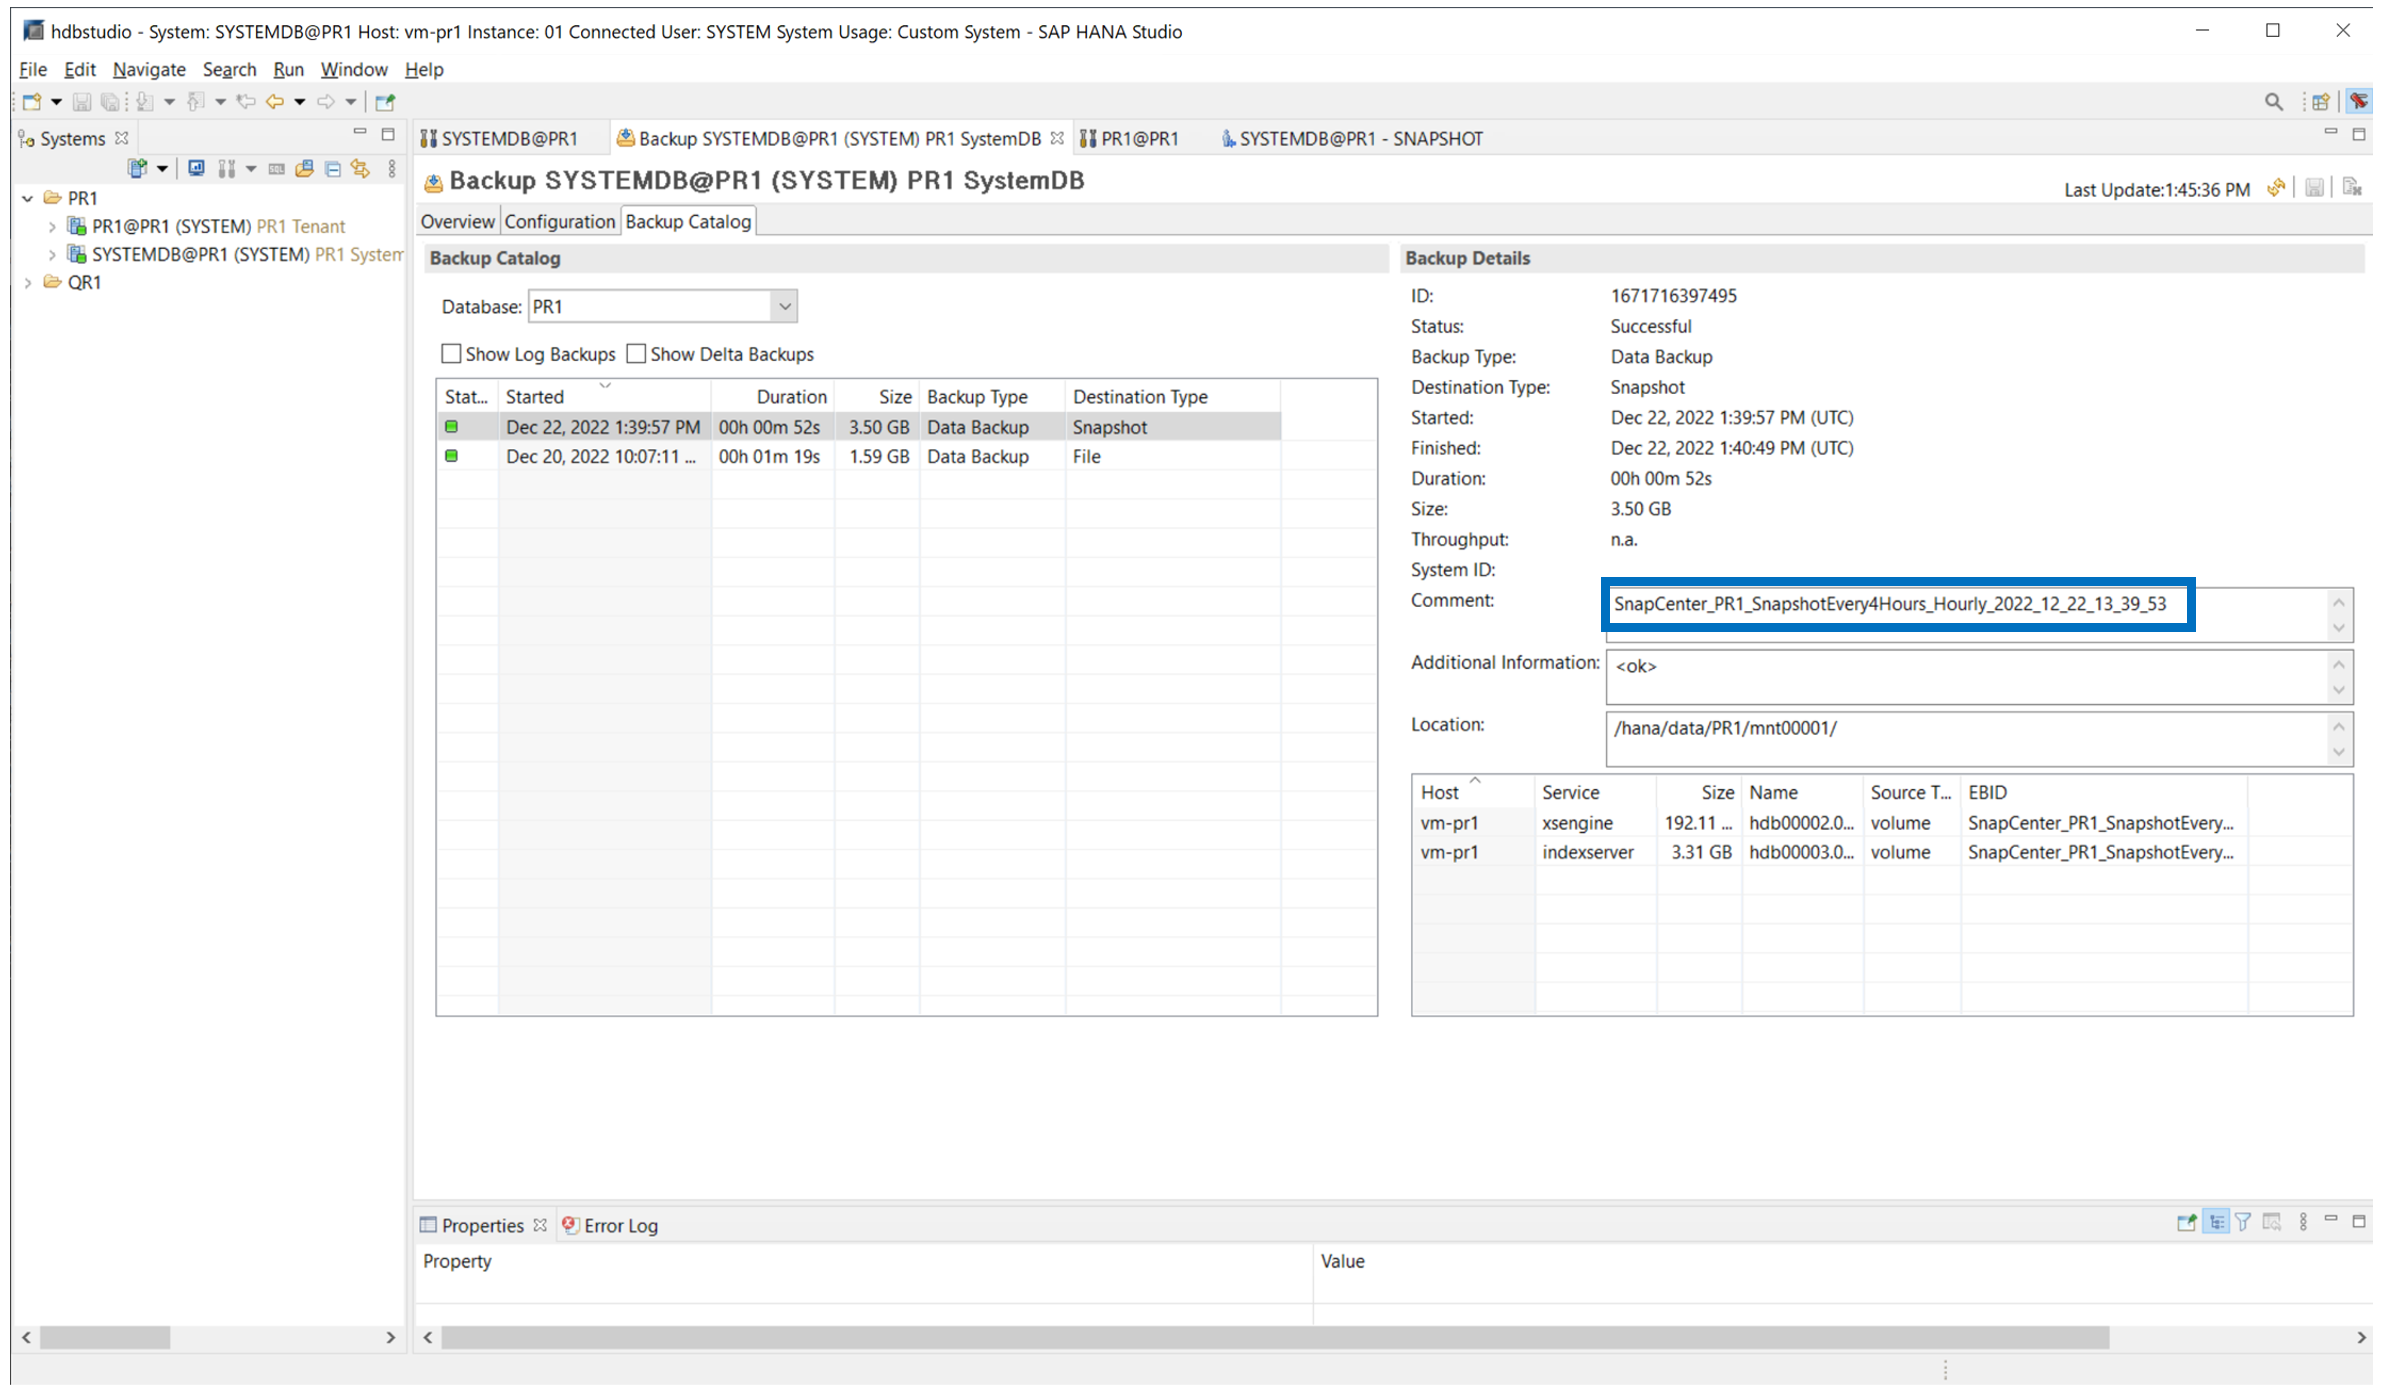 hdbstudio - System: SYSTEMDB@PR1 Host: vm-pr1 Instance: 01 Connected User: SYSTEM System Usage: Custom System - SAP HANA Studio
File Edit Navigate Search Run Window Help
Systems
PR1
PR1@PR1 (SYSTEM) PR1 Tenant
SYSTEMDB@PR1 (SYSTEM) PR1 System
QR1
SYSTEMDB@PR1
Backup SYSTEMDB@PR1 (SYSTEM) PR1 SystemDB
PR1@PR1
SYSTEMDB@PR1 - SNAPSHOT
Backup SYSTEMDB@PR1 (SYSTEM) PR1 SystemDB
Last Update:1:45:36 PM
Overview Configuration Backup Catalog
Backup Catalog
Database: PR1
Show Log Backups Show Delta Backups
Stat... Started Duration Size Backup Type Destination Type
Dec 22, 2022 1:39:57 PM 00h 00m 52s 3.50 GB Data Backup Snapshot
Dec 20, 2022 10:07:11 ... 00h 01m 19s 1.59 GB Data Backup File
Backup Details
ID: 1671716397495
Status: Successful
Backup Type: Data Backup
Destination Type: Snapshot
Started: Dec 22, 2022 1:39:57 PM (UTC)
Finished: Dec 22, 2022 1:40:49 PM (UTC)
Duration: 00h 00m 52s
Size: 3.50 GB
Throughput: n.a.
System ID:
Comment: SnapCenter_PR1_SnapshotEvery4Hours_Hourly_2022_12_22_13_39_53
Additional Information: <ok>
Location: /hana/data/PR1/mnt00001/
Host Service Size Name Source T... EBID
vm-pr1 xsengine 192.11 ... hdb00002.0... volume SnapCenter_PR1_SnapshotEvery...
vm-pr1 indexserver 3.31 GB hdb00003.0... volume SnapCenter_PR1_SnapshotEvery...
Properties Error Log
Property Value